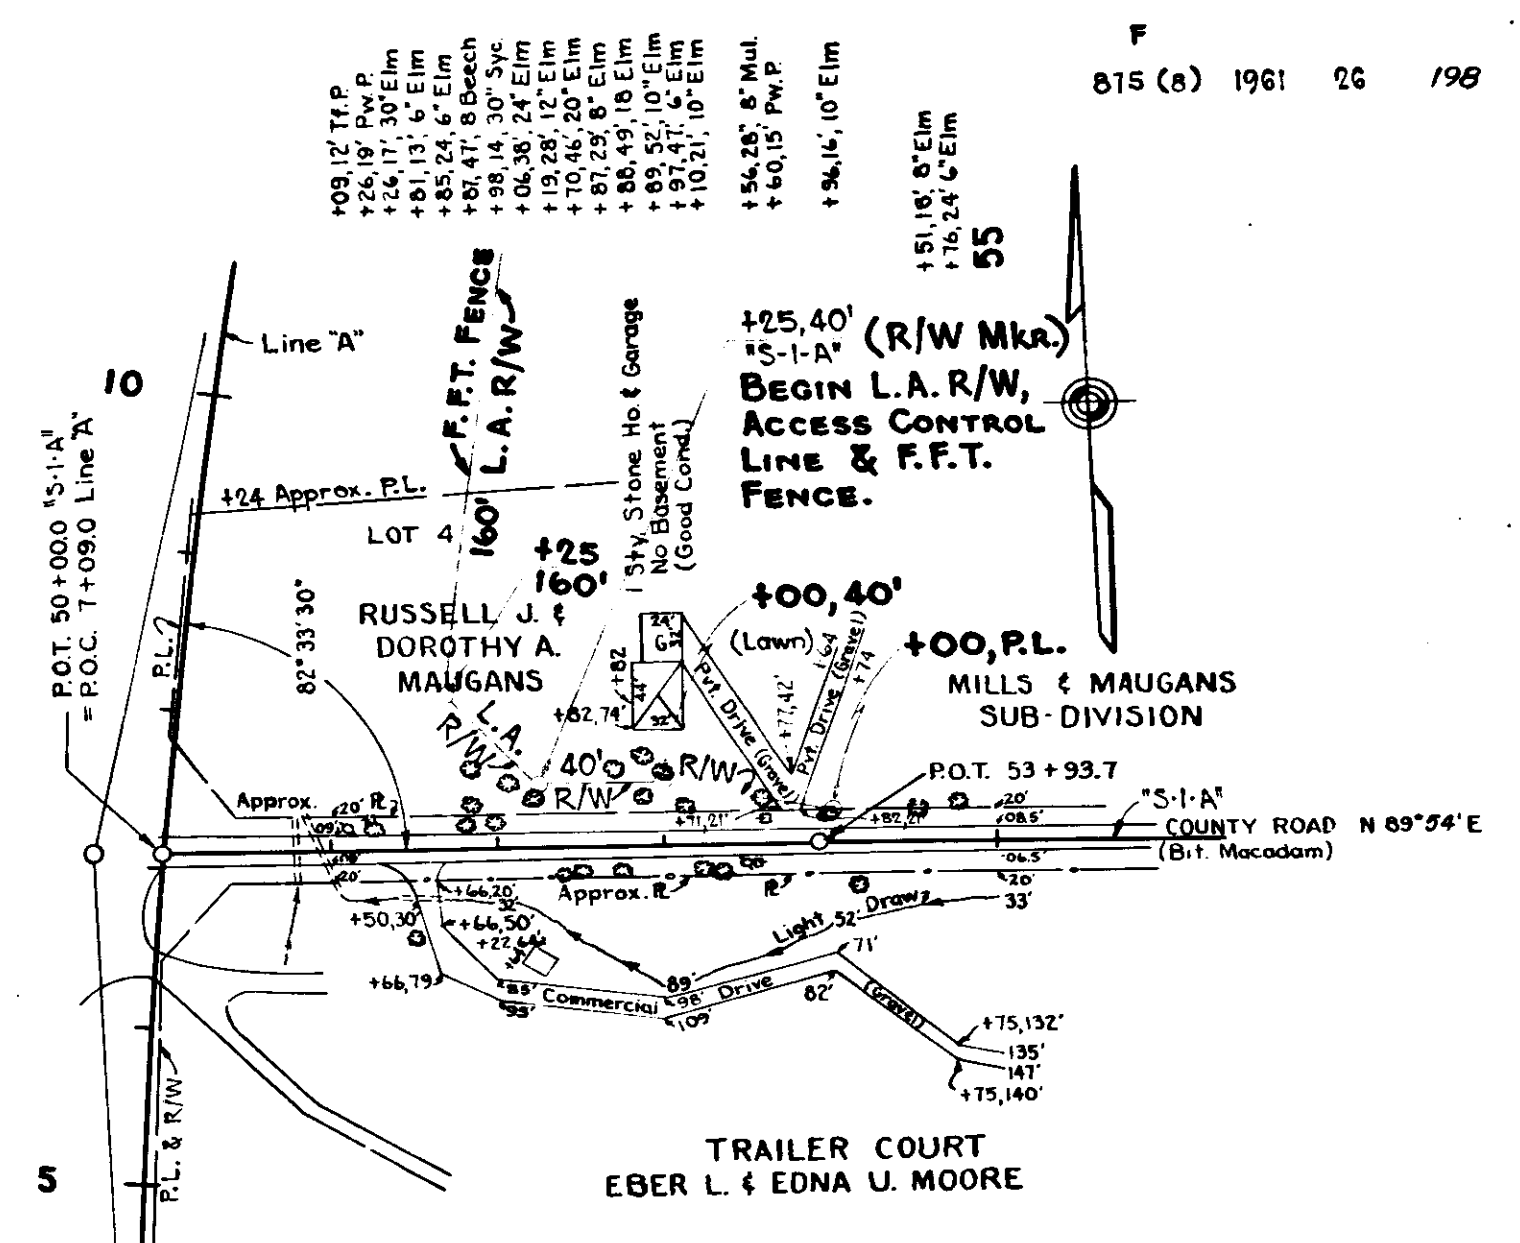 F
875 (8) 1961 26 198
+09, 12' Tf. P.
+26, 19' Pw. P.
+26, 17', 30" Elm
+81, 13', 6" Elm
+85, 24, 6" Elm
+87, 47', 8 Beech
+98, 14, 30" Syc.
+06, 38', 24" Elm
+19, 28', 12" Elm
+70, 46', 20" Elm
+87, 29', 8" Elm
+88, 49', 18 Elm
+89, 52', 10" Elm
+97, 47', 6" Elm
+10, 21', 10" Elm
+56, 28", 8" Mul.
+60, 15' Pw. P.
+96, 16', 10" Elm
+51, 18', 8" Elm
+76, 24' 6" Elm
55
Line "A"
10
F.F.T. FENCE
160' L.A. R/W
1 Sty. Stone Ho. & Garage
No Basement
(Good Cond.)
+25, 40' (R/W Mkr.)
"S-1-A"
BEGIN L.A. R/W,
ACCESS CONTROL
LINE & F.F.T.
FENCE.
P.O.T. 50+00.0 "S-1-A"
= P.O.C. 7+09.0 Line "A"
+24 Approx. P.L.
LOT 4
+25
160'
82° 33' 30"
P.L.
RUSSELL J. &
DOROTHY A.
MAUGANS
24'
G
32'
+82
44'
32'
+82, 74'
+00, 40'
(Lawn)
Pvt. Drive (Gravel)
+77, 42'
+64
Pvt. Drive (Gravel)
+74
+00, P.L.
MILLS & MAUGANS
SUB-DIVISION
L.A.
R/W
40'
R/W
R/W
P.O.T. 53 + 93.7
Approx.
20'
PL
09'
+71, 21'
+82, 21'
20'
08.5'
"S-1-A"
COUNTY ROAD N 89°54' E
(Bit. Macadam)
20'
+66, 20'
32'
Approx. PL
PL
06.5'
20'
33'
+50, 30'
+66, 50'
+22, 64'
Light 52' Draw
71'
+66, 79'
85'
95'
Commercial
89'
98'
109'
Drive
82'
(Gravel)
+75, 132'
135'
147'
+75, 140'
P.L. & R/W
5
TRAILER COURT
EBER L. & EDNA U. MOORE